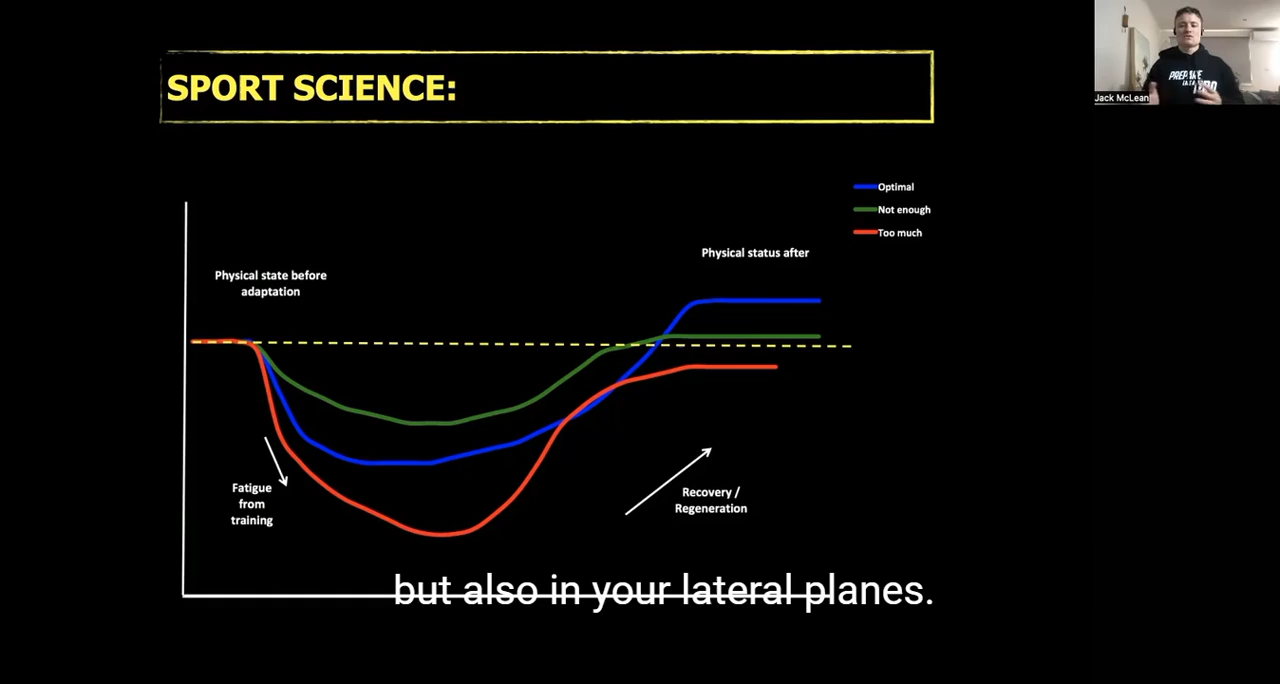 SPORT SCIENCE:
Jack McLean
Optimal
Not enough
Too much
Physical status after
Physical state before
adaptation
Fatigue
from
training
Recovery /
Regeneration
but also in your lateral planes.